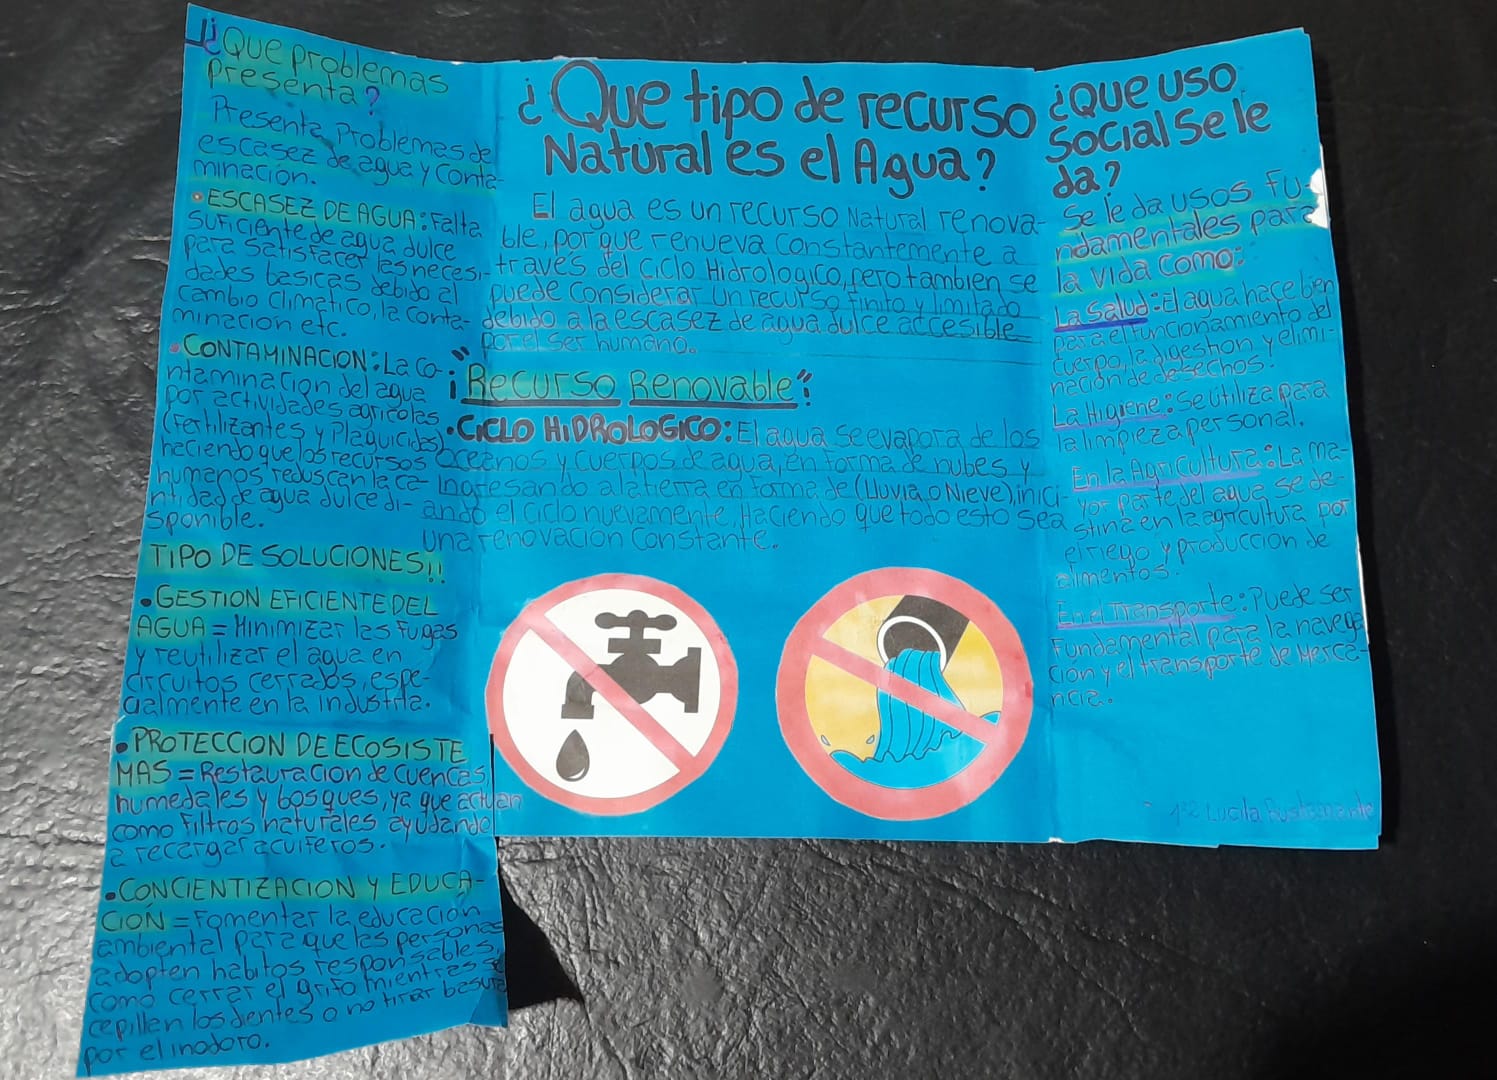 ¿Que problemas
presenta?
Presenta problemas de
escasez de agua y conta-
minacion.
• ESCASEZ DE AGUA: Falta
suficiente de agua dulce
para satisfacer las necesi-
dades basicas debido al
cambio climatico, la conta-
minacion etc.
• CONTAMINACION: La co-
ntaminacion del agua
por actividades agricolas
(fertilizantes y plaguicidas)
haciendo que los recursos
humanos reduscan la ca-
ntidad de agua dulce di-
sponible.
TIPO DE SOLUCIONES!!
• GESTION EFICIENTE DEL
AGUA = Minimizar las fugas
y reutilizar el agua en
circuitos cerrados, espe-
cialmente en la industria.
• PROTECCION DE ECOSISTE
MAS = Restauracion de cuencas,
humedales y bosques, ya que actuan
como filtros naturales ayudando
a recargar acuiferos.
• CONCIENTIZACION Y EDUCA-
CION = Fomentar la educacion
ambiental para que las personas
adopten habitos responsables,
como cerrar el grifo mientras se
cepillen los dientes o no tirar basura
por el inodoro.
¿Que tipo de recurso
Natural es el Agua?
El agua es un recurso Natural renova-
ble, porque renueva constantemente a
través del ciclo Hidrologico, pero tambien se
puede considerar un recurso finito y limitado
debido a la escasez de agua dulce accesible
por el ser humano.
"¡Recurso Renovable"!
• CICLO HIDROLOGICO: El agua se evapora de los
oceanos y cuerpos de agua, en forma de nubes y
ingresando a la tierra en forma de (lluvia o Nieve), inici-
ando el ciclo nuevamente, Haciendo que todo esto sea
una renovacion constante.
¿Que uso
Social Se le
da?
Se le da usos fu-
ndamentales para
la vida como:
La Salud: El agua hace bien
para el funcionamiento del
cuerpo, la digestion y elimi-
nación de desechos.
La Higiene: Se utiliza para
la limpieza personal.
En la Agricultura: La ma-
yor parte del agua se de-
stina en la agricultura por
el riego y produccion de
alimentos.
En el Transporte: Puede ser
fundamental para la navega
cion y el transporte de Merca-
ncia.
Lucila Bustamante